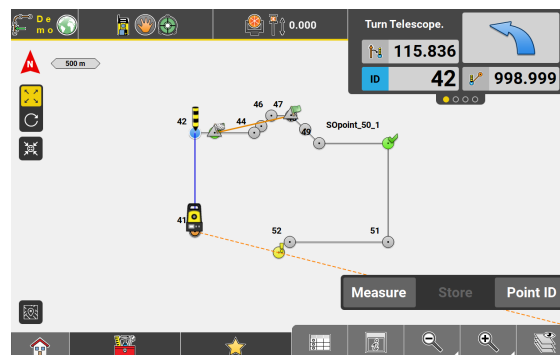 De
mo
0.000
Turn Telescope.
115.836
ID 42 998.999
N
500 m
46 47
42 44
49
SOpoint_50_1
41
52 51
Measure Store Point ID